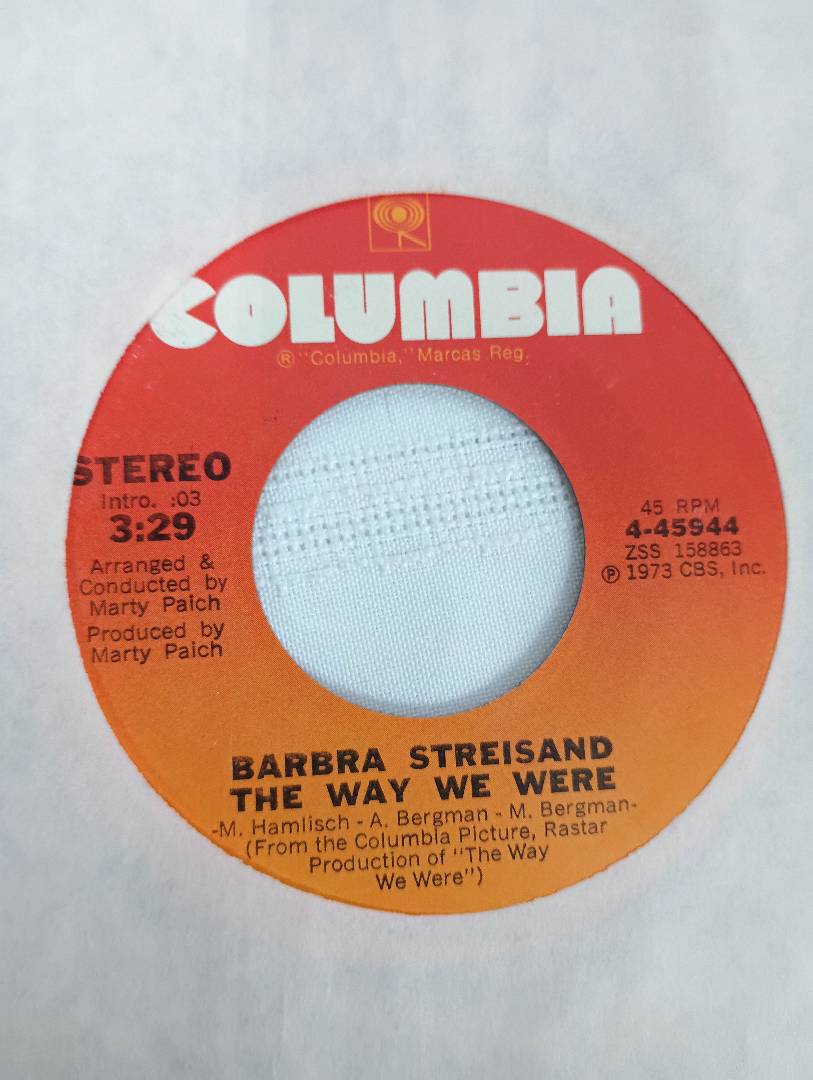 COLUMBIA
® "Columbia," Marcas Reg.
STEREO
Intro. :03
3:29
Arranged &
Conducted by
Marty Paich
Produced by
Marty Paich
45 RPM
4-45944
ZSS 158863
℗ 1973 CBS, Inc.
BARBRA STREISAND
THE WAY WE WERE
-M. Hamlisch - A. Bergman - M. Bergman-
(From the Columbia Picture, Rastar
Production of "The Way
We Were")